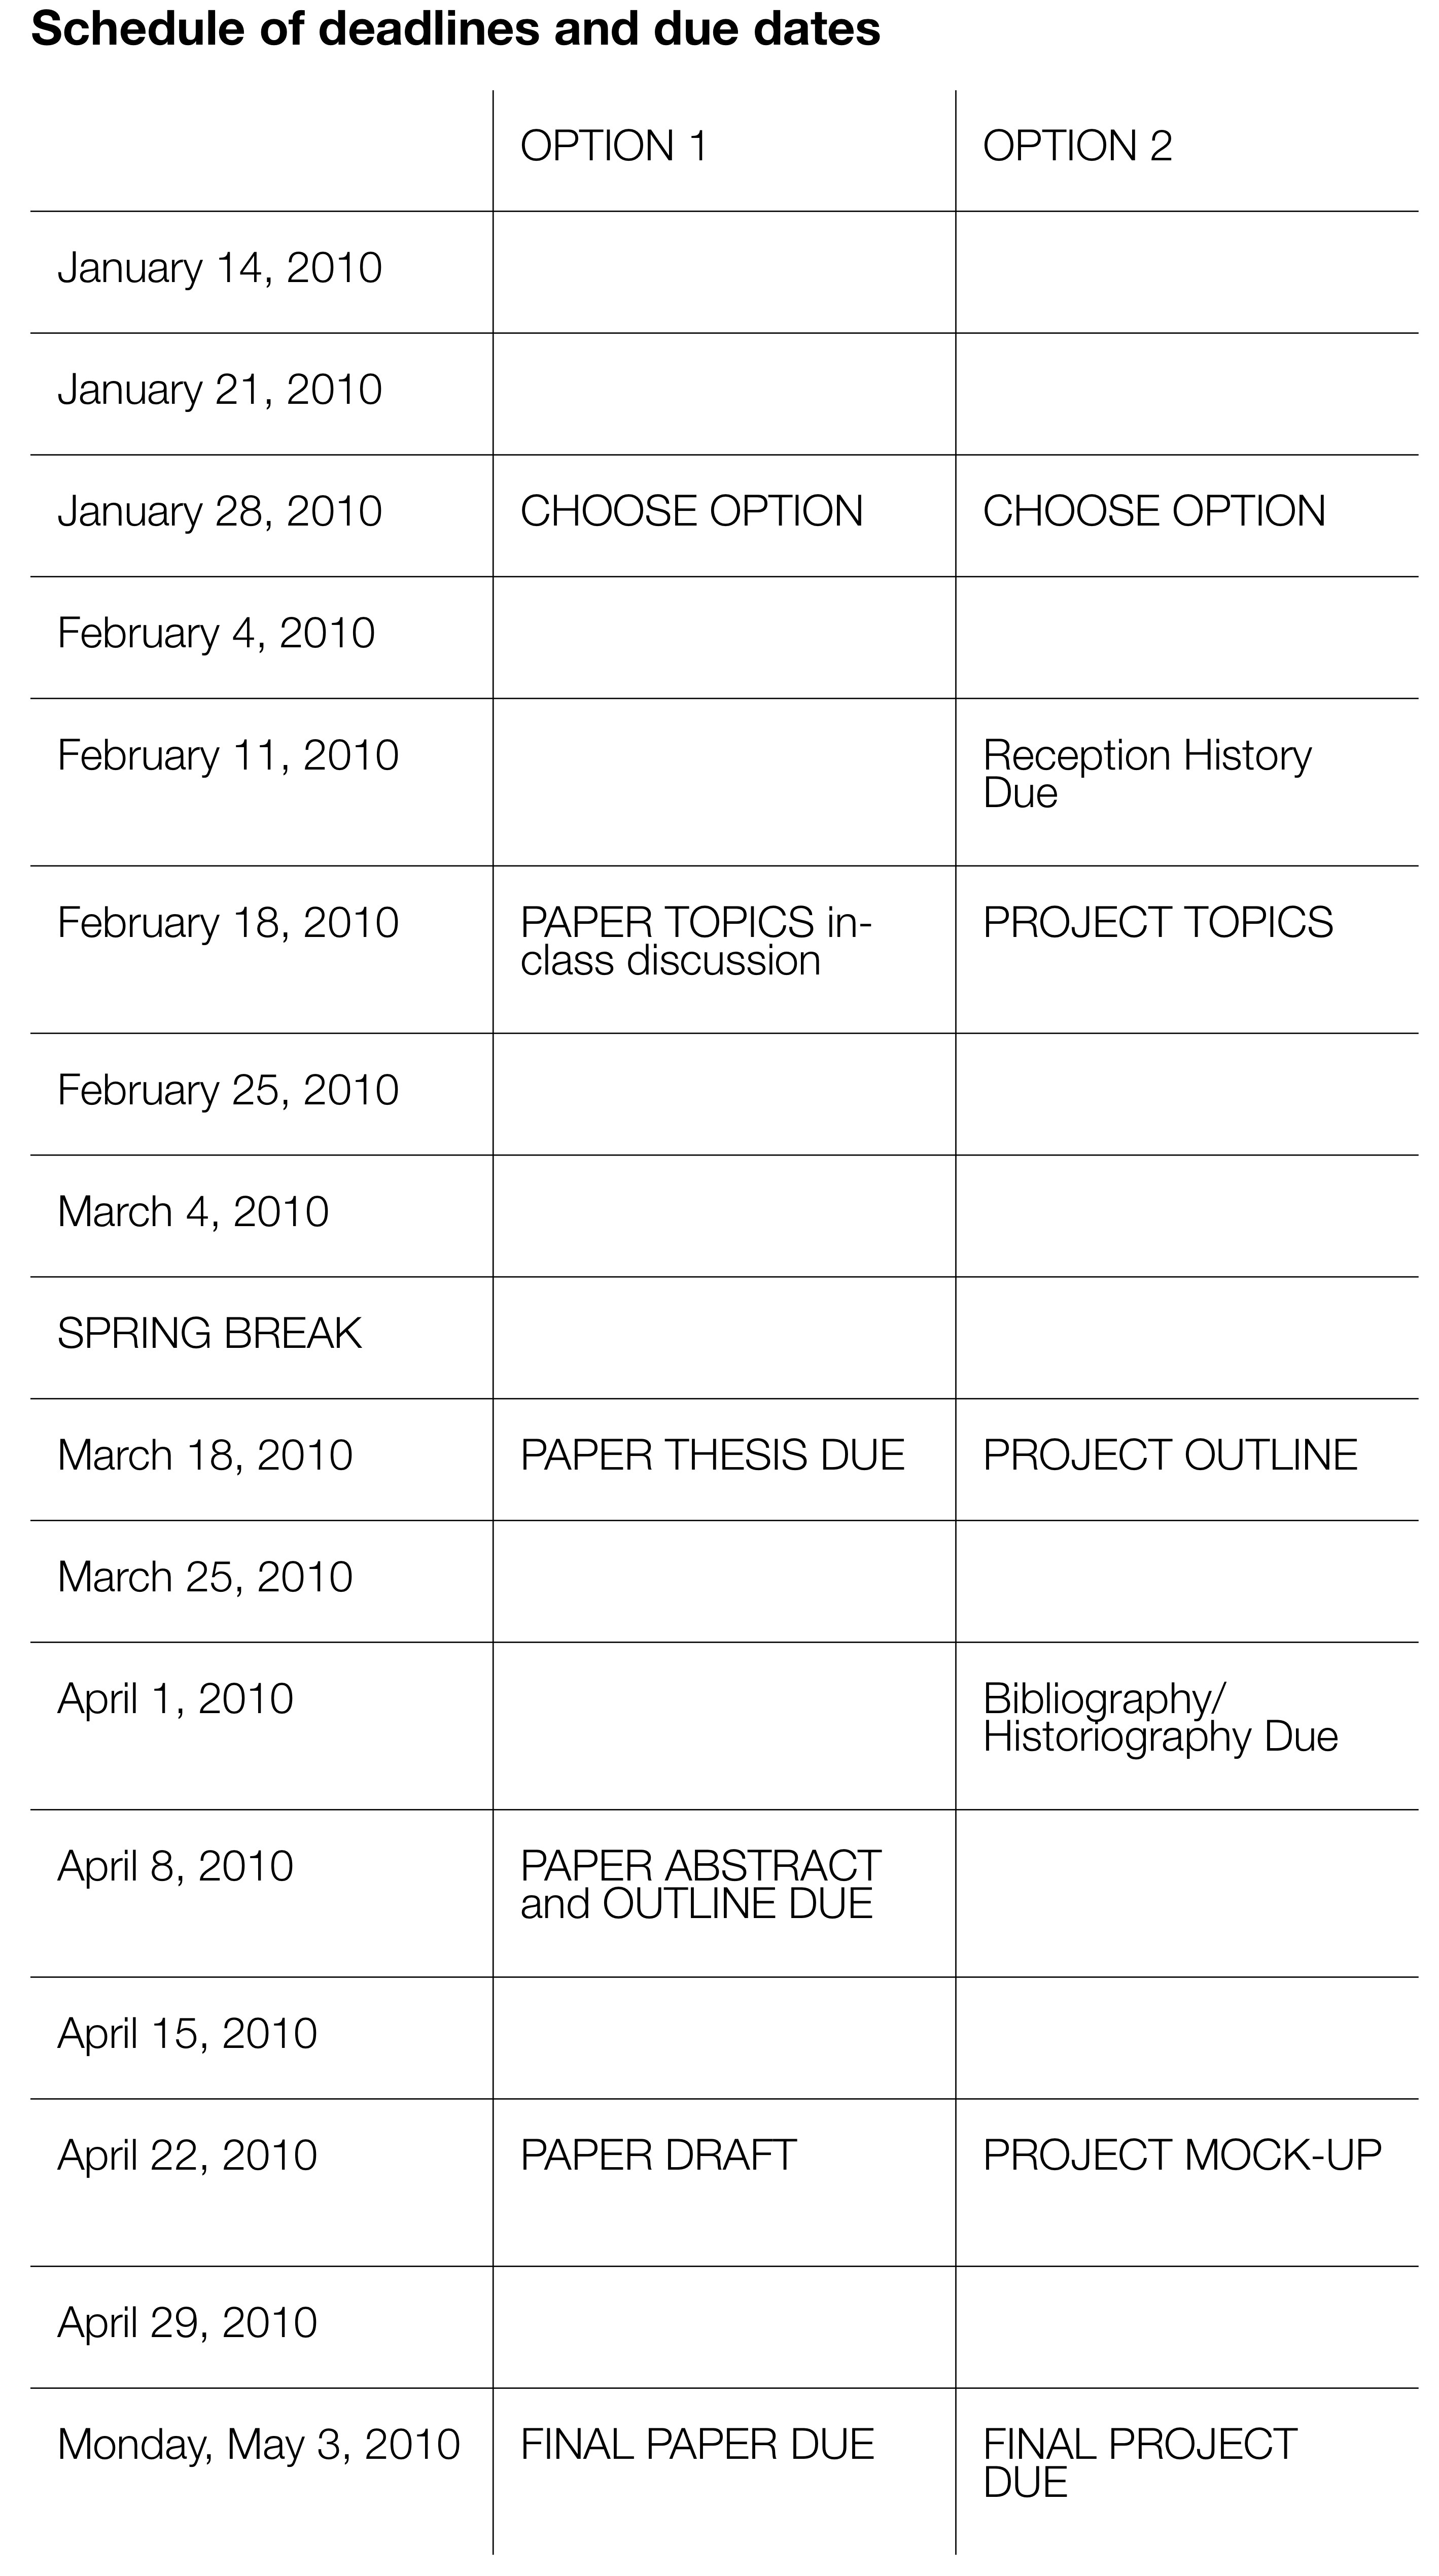 Schedule of deadlines and due dates
OPTION 1 OPTION 2
January 14, 2010
January 21, 2010
January 28, 2010 CHOOSE OPTION CHOOSE OPTION
February 4, 2010
February 11, 2010 Reception History
Due
February 18, 2010 PAPER TOPICS in- PROJECT TOPICS
class discussion
February 25, 2010
March 4, 2010
SPRING BREAK
March 18, 2010 PAPER THESIS DUE PROJECT OUTLINE
March 25, 2010
April 1, 2010 Bibliography/
Historiography Due
April 8, 2010 PAPER ABSTRACT
and OUTLINE DUE
April 15, 2010
April 22, 2010 PAPER DRAFT PROJECT MOCK-UP
April 29, 2010
Monday, May 3, 2010 FINAL PAPER DUE FINAL PROJECT
DUE